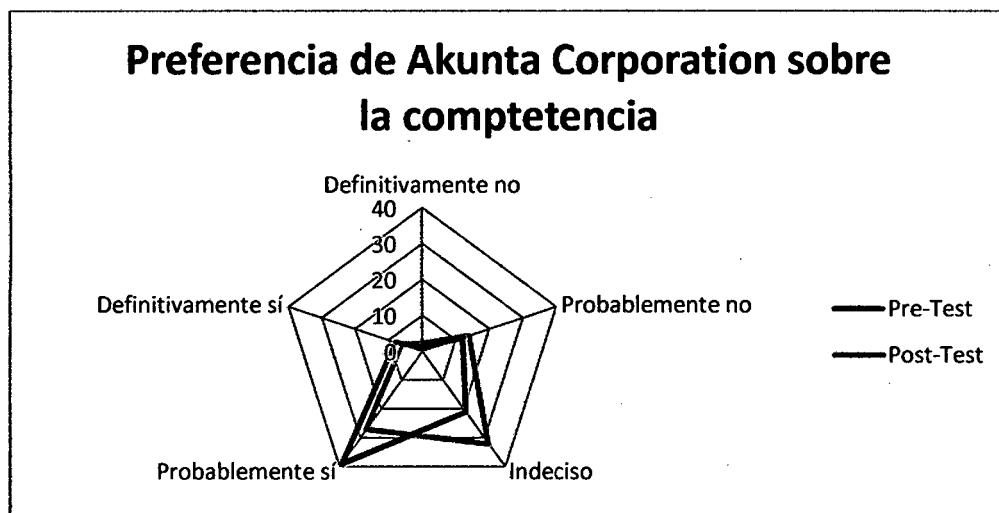 Preferencia de Akunta Corporation sobre
la comptetencia
Definitivamente no
40
30
20
10
0
Definitivamente sí
Probablemente no
Pre-Test
Post-Test
Probablemente sí
Indeciso